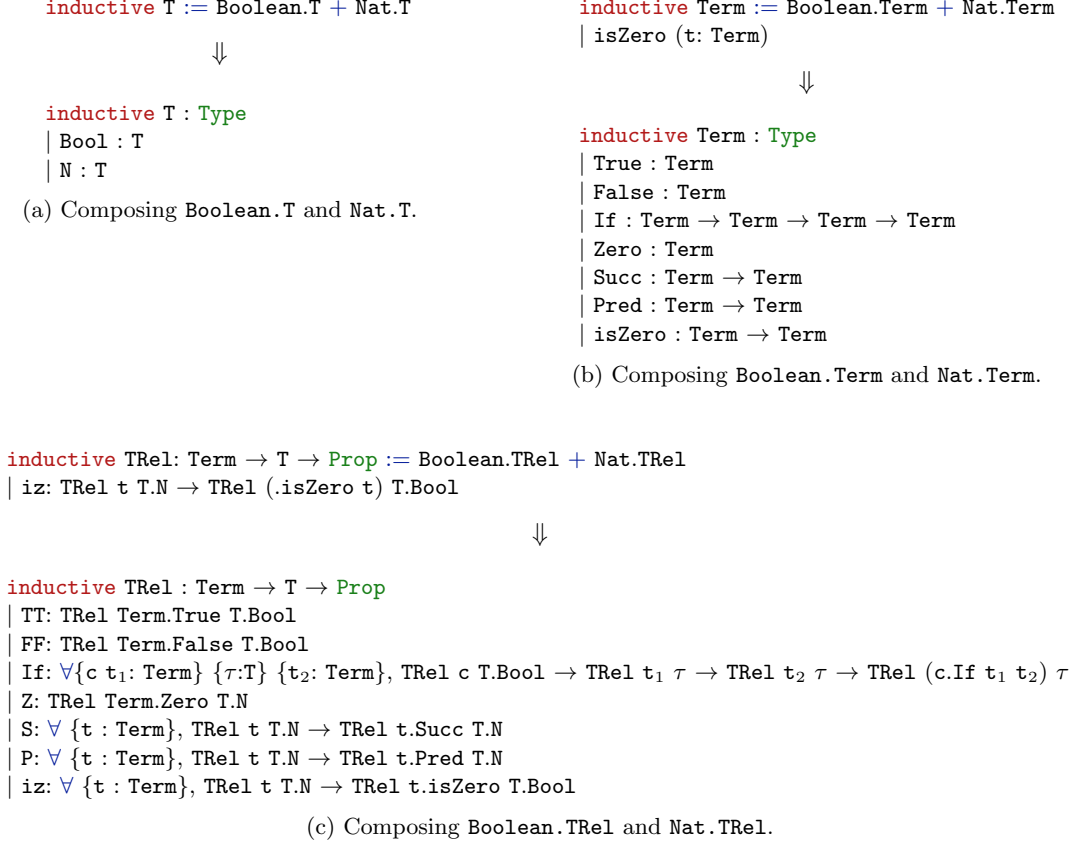 inductive T := Boolean.T + Nat.T
⇓
inductive T : Type
| Bool : T
| N : T
(a) Composing Boolean.T and Nat.T.
inductive Term := Boolean.Term + Nat.Term
| isZero (t: Term)
⇓
inductive Term : Type
| True : Term
| False : Term
| If : Term → Term → Term → Term
| Zero : Term
| Succ : Term → Term
| Pred : Term → Term
| isZero : Term → Term
(b) Composing Boolean.Term and Nat.Term.
inductive TRel: Term → T → Prop := Boolean.TRel + Nat.TRel
| iz: TRel t T.N → TRel (.isZero t) T.Bool
⇓
inductive TRel : Term → T → Prop
| TT: TRel Term.True T.Bool
| FF: TRel Term.False T.Bool
| If: ∀{c t₁: Term} {τ:T} {t₂: Term}, TRel c T.Bool → TRel t₁ τ → TRel t₂ τ → TRel (c.If t₁ t₂) τ
| Z: TRel Term.Zero T.N
| S: ∀ {t : Term}, TRel t T.N → TRel t.Succ T.N
| P: ∀ {t : Term}, TRel t T.N → TRel t.Pred T.N
| iz: ∀ {t : Term}, TRel t T.N → TRel t.isZero T.Bool
(c) Composing Boolean.TRel and Nat.TRel.